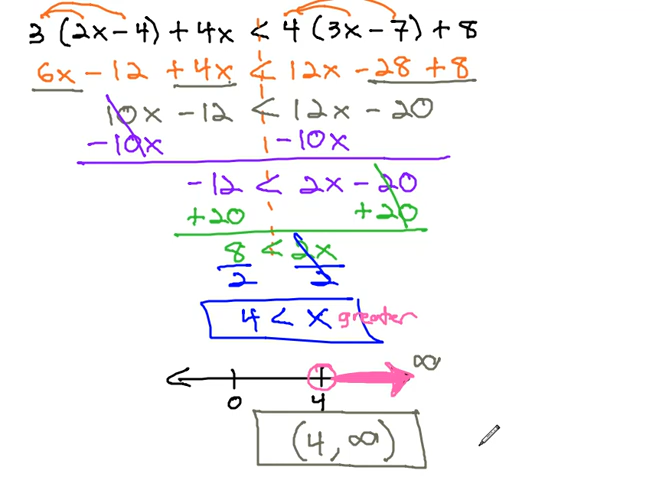 3 (2x - 4) + 4x < 4 (3x - 7) + 8
6x - 12 + 4x < 12x - 28 + 8
10x - 12 < 12x - 20
-10x -10x
-12 < 2x - 20
+20 +20
8 < 2x
2 2
4 < x greater
∞
0 4
(4, ∞)